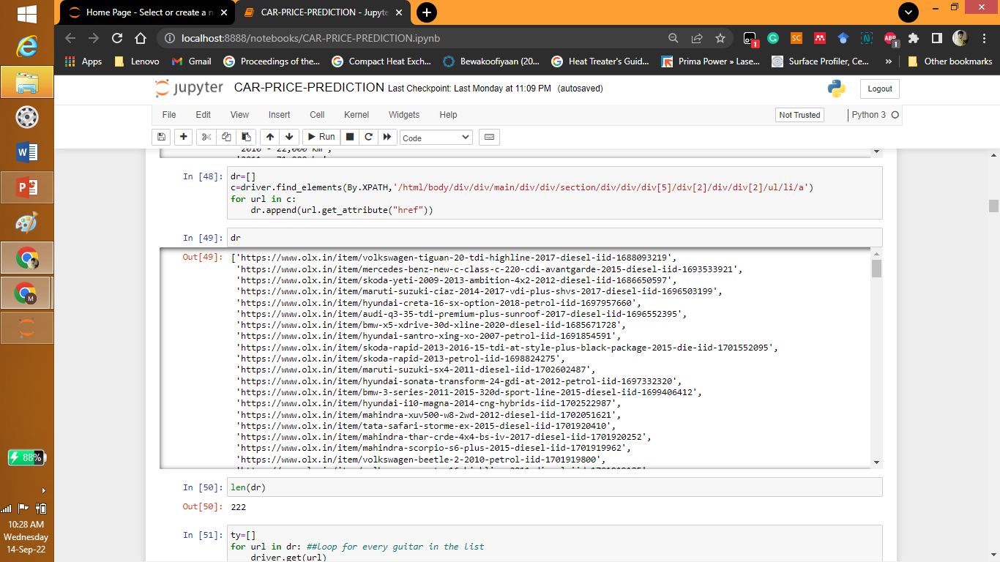 Home Page - Select or create a n
CAR-PRICE-PREDICTION - Jupyte
localhost:8888/notebooks/CAR-PRICE-PREDICTION.ipynb
SC
ABP
1
1
Apps
Lenovo
Gmail
Proceedings of the...
Compact Heat Exch...
Bewakoofiyaan (20...
Heat Treater's Guid...
Prima Power » Lase...
Surface Profiler, Ce...
»
Other bookmarks
jupyter
CAR-PRICE-PREDICTION Last Checkpoint: Last Monday at 11:09 PM (autosaved)
Logout
File Edit View Insert Cell Kernel Widgets Help
Not Trusted
Python 3
Run
Code
2010 - 22,000 km',
In [48]:
dr=[]
c=driver.find_elements(By.XPATH,'/html/body/div/div/main/div/div/section/div/div/div[5]/div[2]/div/div[2]/ul/li/a')
for url in c:
    dr.append(url.get_attribute("href"))
In [49]: dr
Out[49]: ['https://www.olx.in/item/volkswagen-tiguan-20-tdi-highline-2017-diesel-iid-1688093219',
'https://www.olx.in/item/mercedes-benz-new-c-class-c-220-cdi-avantgarde-2015-diesel-iid-1693533921',
'https://www.olx.in/item/skoda-yeti-2009-2013-ambition-4x2-2012-diesel-iid-1686650597',
'https://www.olx.in/item/maruti-suzuki-ciaz-2014-2017-vdi-plus-shvs-2017-diesel-iid-1696503199',
'https://www.olx.in/item/hyundai-creta-16-sx-option-2018-petrol-iid-1697957660',
'https://www.olx.in/item/audi-q3-35-tdi-premium-plus-sunroof-2017-diesel-iid-1696552395',
'https://www.olx.in/item/bmw-x5-xdrive-30d-xline-2020-diesel-iid-1685671728',
'https://www.olx.in/item/hyundai-santro-xing-xo-2007-petrol-iid-1691854591',
'https://www.olx.in/item/skoda-rapid-2013-2016-15-tdi-at-style-plus-black-package-2015-die-iid-1701552095',
'https://www.olx.in/item/skoda-rapid-2013-petrol-iid-1698824275',
'https://www.olx.in/item/maruti-suzuki-sx4-2011-diesel-iid-1702602487',
'https://www.olx.in/item/hyundai-sonata-transform-24-gdi-at-2012-petrol-iid-1697332320',
'https://www.olx.in/item/bmw-3-series-2011-2015-320d-sport-line-2015-diesel-iid-1699406412',
'https://www.olx.in/item/hyundai-i10-magna-2014-cng-hybrids-iid-1702522987',
'https://www.olx.in/item/mahindra-xuv500-w8-2wd-2012-diesel-iid-1702051621',
'https://www.olx.in/item/tata-safari-storme-ex-2015-diesel-iid-1701920410',
'https://www.olx.in/item/mahindra-thar-crde-4x4-bs-iv-2017-diesel-iid-1701920252',
'https://www.olx.in/item/mahindra-scorpio-s6-plus-2015-diesel-iid-1701919962',
'https://www.olx.in/item/volkswagen-beetle-2-2010-petrol-iid-1701919800',
In [50]: len(dr)
Out[50]: 222
In [51]: ty=[]
for url in dr: ##loop for every guitar in the list
    driver.get(url)
88%
10:28 AM
Wednesday
14-Sep-22